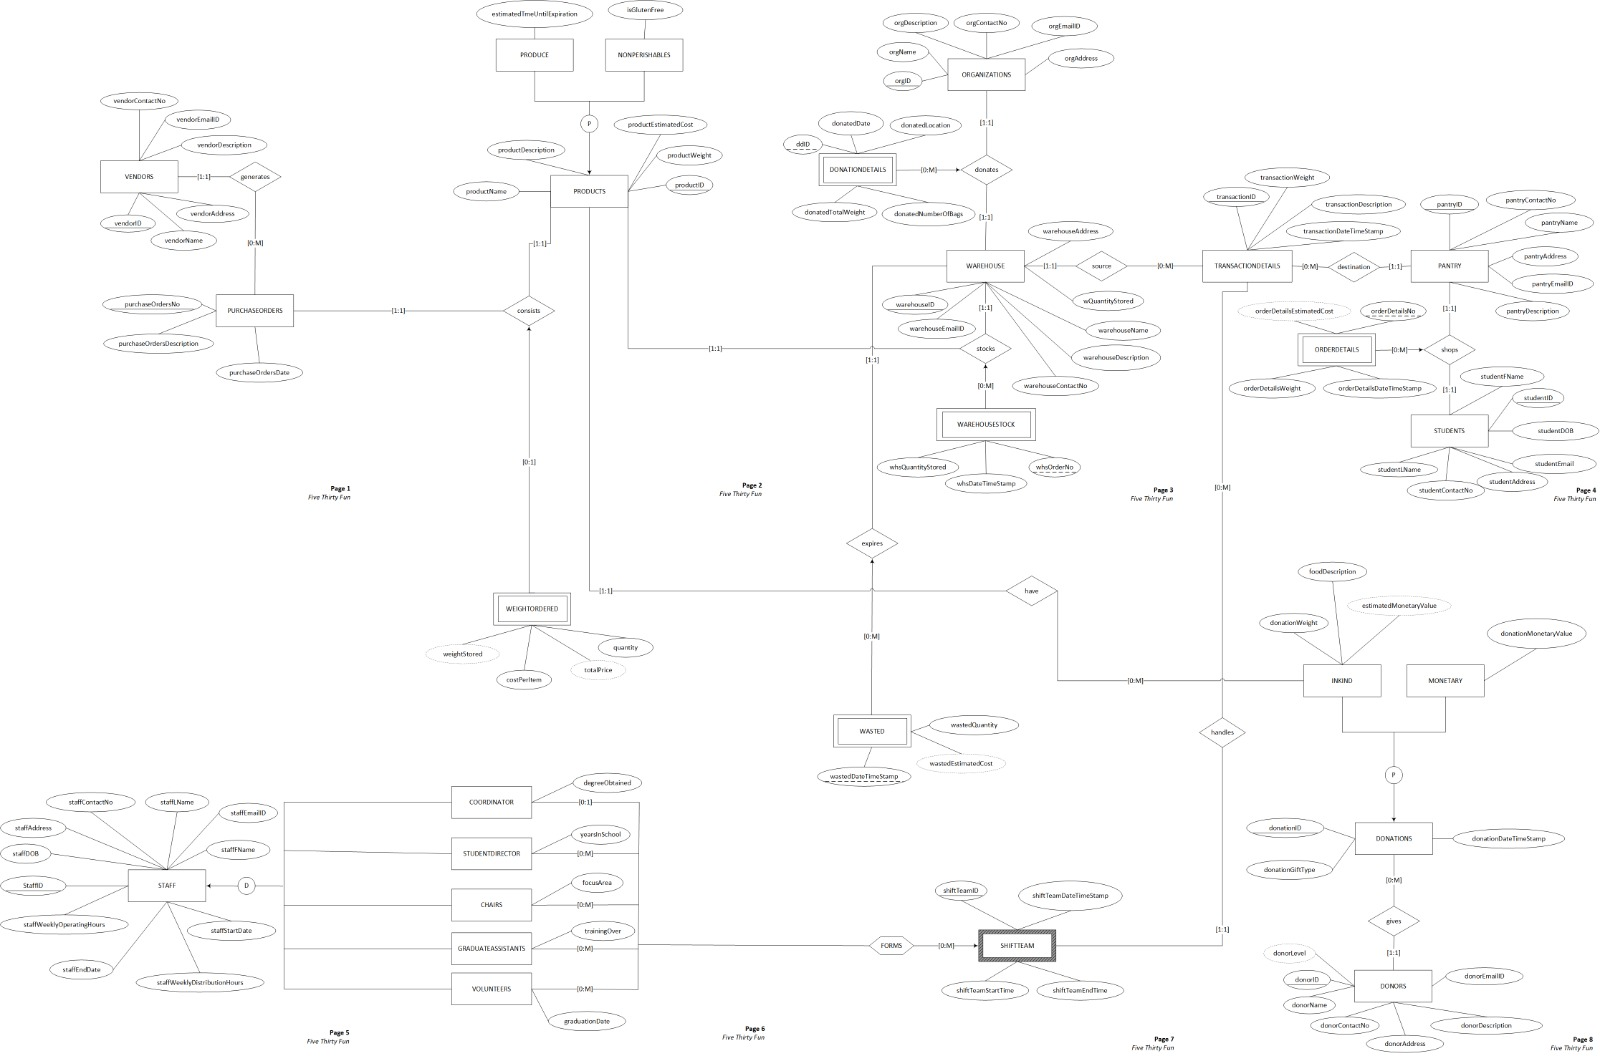 estimatedTmeUntilExpiration
isGlutenFree
PRODUCE
NONPERISHABLES
P
productEstimatedCost
productDescription
productWeight
productName
PRODUCTS
productID
vendorContactNo
vendorEmailID
vendorDescription
VENDORS
[1:1]
generates
vendorID
vendorAddress
vendorName
[0:M]
[1:1]
purchaseOrdersNo
PURCHASEORDERS
[1:1]
consists
purchaseOrdersDescription
purchaseOrdersDate
[0:1]
Page 1
Five Thirty Fun
Page 2
Five Thirty Fun
WEIGHTORDERED
weightStored
quantity
costPerItem
totalPrice
orgDescription
orgContactNo
orgEmailID
orgName
orgAddress
orgID
ORGANIZATIONS
[1:1]
donatedDate
donatedLocation
ddID
DONATIONDETAILS
[0:M]
donates
donatedTotalWeight
donatedNumberOfBags
[1:1]
warehouseAddress
WAREHOUSE
[1:1]
source
[0:M]
warehouseID
[1:1]
wQuantityStored
warehouseEmailID
warehouseName
[1:1]
stocks
[1:1]
warehouseDescription
warehouseContactNo
[0:M]
WAREHOUSESTOCK
whsQuantityStored
whsOrderNo
whsDateTimeStamp
Page 3
Five Thirty Fun
transactionWeight
transactionID
transactionDescription
transactionDateTimeStamp
TRANSACTIONDETAILS
[0:M]
destination
[1:1]
PANTRY
pantryID
pantryContactNo
pantryName
pantryAddress
pantryEmailID
pantryDescription
orderDetailsEstimatedCost
orderDetailsNo
[1:1]
ORDERDETAILS
[0:M]
shops
orderDetailsWeight
orderDetailsDateTimeStamp
[1:1]
studentFName
studentID
STUDENTS
studentDOB
studentLName
studentEmail
studentAddress
studentContactNo
[0:M]
Page 4
Five Thirty Fun
expires
[1:1]
have
[0:M]
[0:M]
WASTED
wastedQuantity
wastedEstimatedCost
wastedDateTimeStamp
handles
foodDescription
estimatedMonetaryValue
donationWeight
donationMonetaryValue
INKIND
MONETARY
P
donationID
DONATIONS
donationDateTimeStamp
donationGiftType
[0:M]
gives
[1:1]
donorLevel
donorID
DONORS
donorEmailID
donorName
donorContactNo
donorDescription
donorAddress
Page 8
Five Thirty Fun
staffContactNo
staffLName
staffEmailID
staffAddress
staffFName
staffDOB
StaffID
STAFF
D
staffWeeklyOperatingHours
staffStartDate
staffEndDate
staffWeeklyDistributionHours
Page 5
Five Thirty Fun
degreeObtained
COORDINATOR
[0:1]
yearsInSchool
STUDENTDIRECTOR
[0:M]
focusArea
CHAIRS
[0:M]
trainingOver
GRADUATEASSISTANTS
[0:M]
VOLUNTEERS
[0:M]
graduationDate
Page 6
Five Thirty Fun
FORMS
[0:M]
SHIFTTEAM
shiftTeamID
shiftTeamDateTimeStamp
[1:1]
shiftTeamStartTime
shiftTeamEndTime
Page 7
Five Thirty Fun